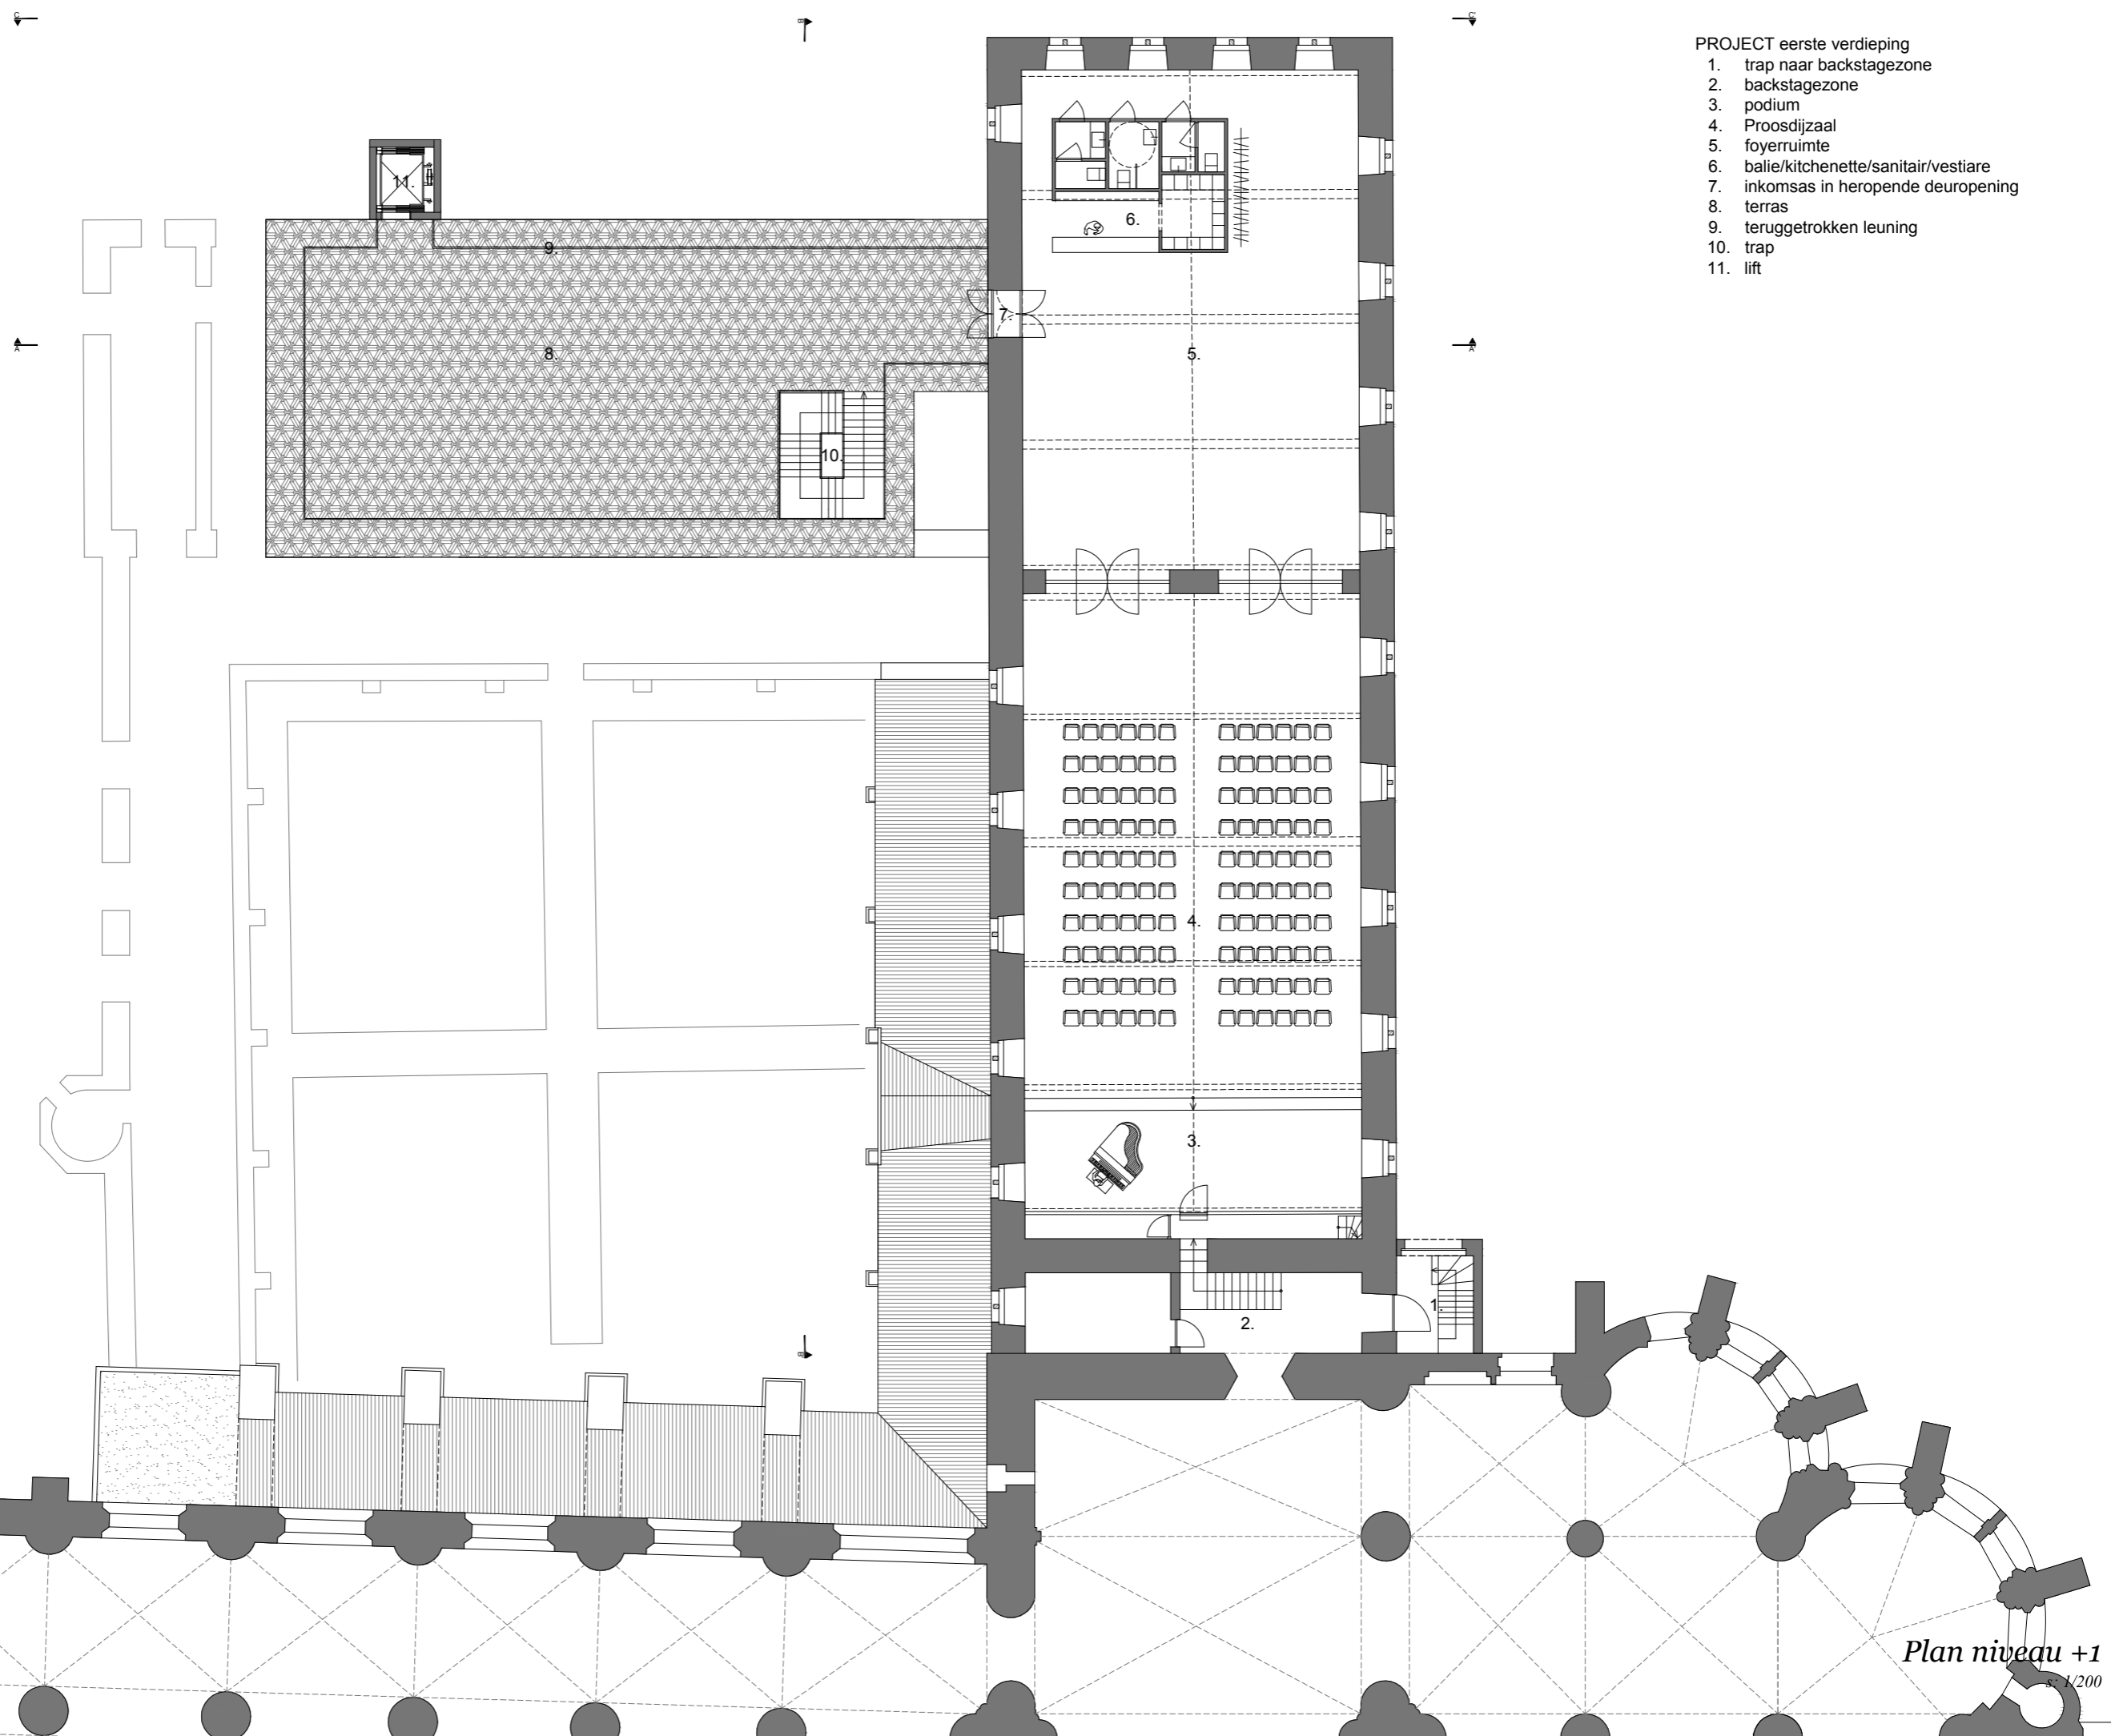 PROJECT eerste verdieping
1. trap naar backstagezone
2. backstagezone
3. podium
4. Proosdijzaal
5. foyerruimte
6. balie/kitchenette/sanitair/vestiare
7. inkomsas in heropende deuropening
8. terras
9. teruggetrokken leuning
10. trap
11. lift
11.
6.
9.
7.
8.
5.
10.
4.
3.
1.
2.
A
A
Plan niveau +1
s: 1/200